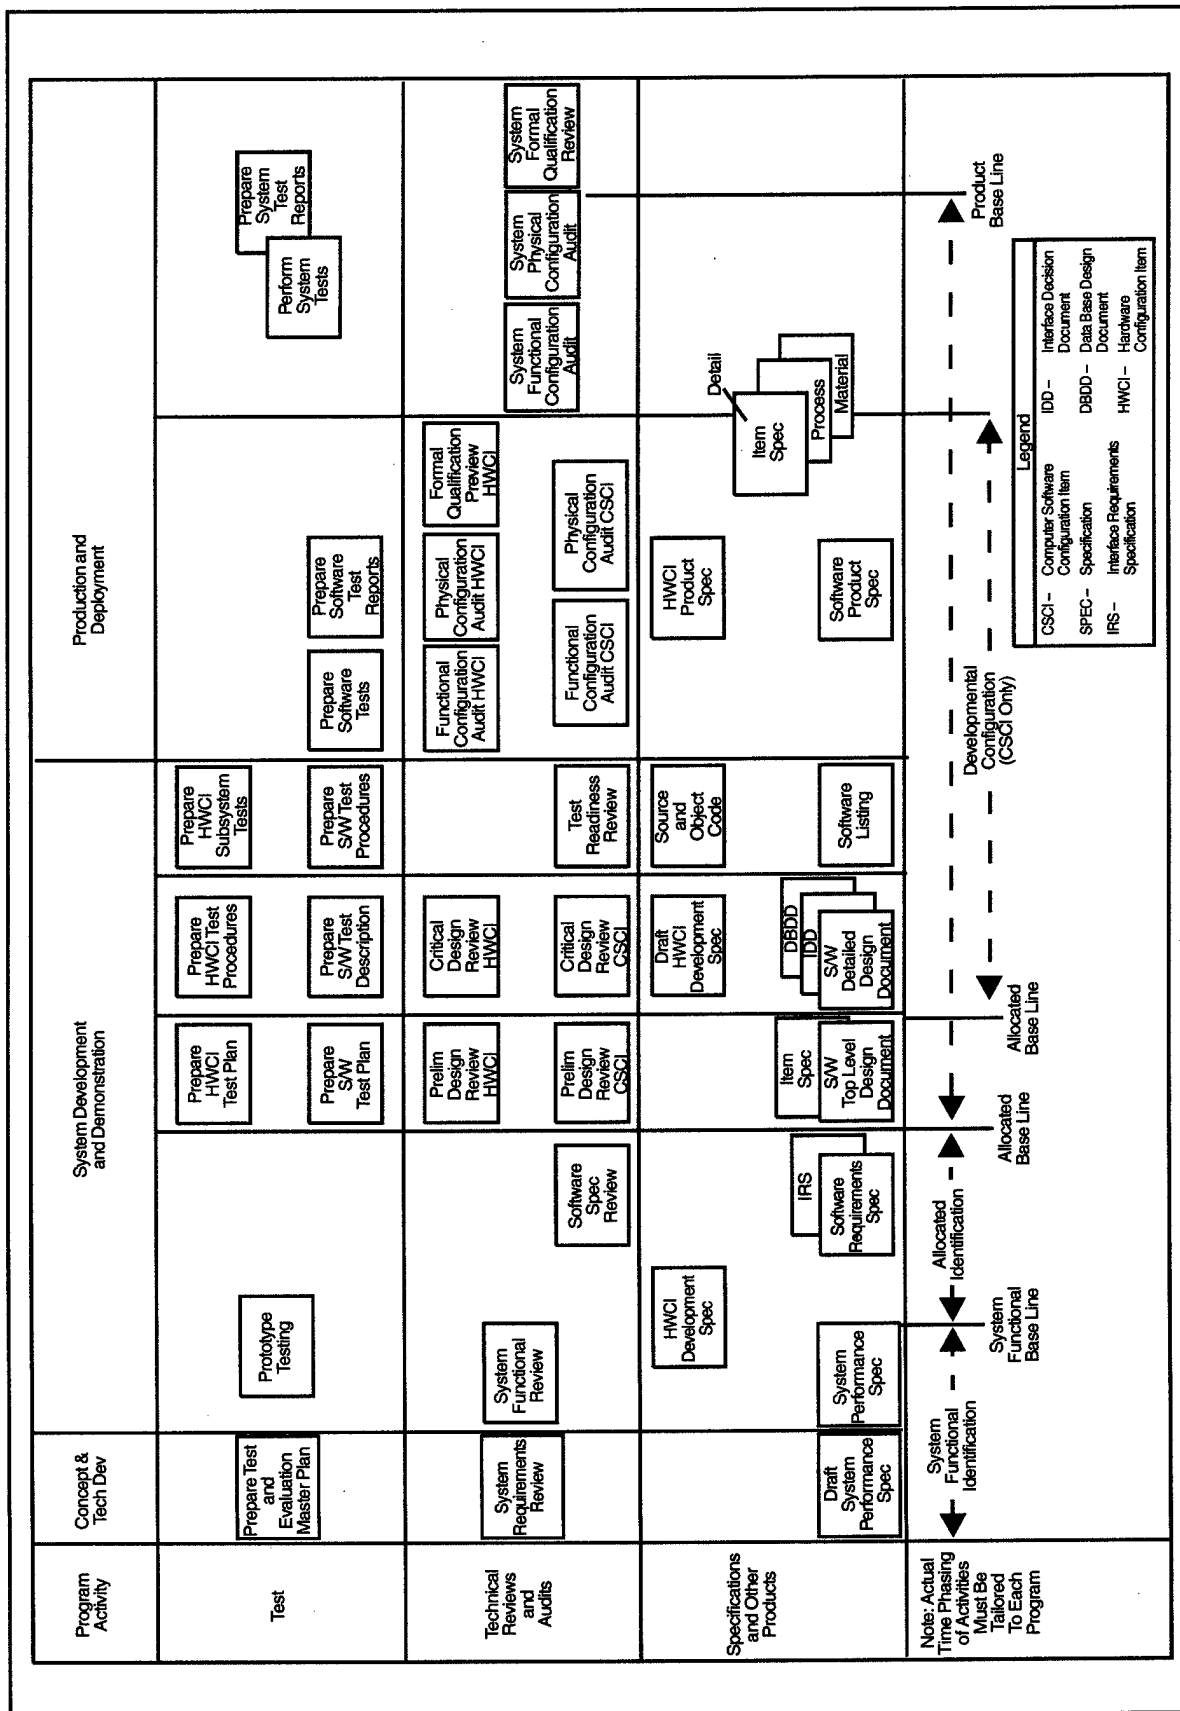 Program
Activity
Concept &
Tech Dev
System Development
and Demonstration
Production and
Deployment
Test
Prepare Test
and
Evaluation
Master Plan
Prototype
Testing
Prepare
HWCI
Test Plan
Prepare
S/W
Test Plan
Prepare
HWCI Test
Procedures
Prepare
S/W Test
Description
Prepare
HWCI
Subsystem
Tests
Prepare
S/W Test
Procedures
Prepare
Software
Tests
Prepare
Software
Test
Reports
Perform
System
Tests
Prepare
System
Test
Reports
Technical
Reviews
and
Audits
System
Requirements
Review
System
Functional
Review
Software
Spec
Review
Prelim
Design
Review
HWCI
Prelim
Design
Review
CSCI
Critical
Design
Review
HWCI
Critical
Design
Review
CSCI
Test
Readiness
Review
Functional
Configuration
Audit HWCI
Physical
Configuration
Audit HWCI
Formal
Qualification
Preview
HWCI
Functional
Configuration
Audit CSCI
Physical
Configuration
Audit CSCI
System
Functional
Configuration
Audit
System
Physical
Configuration
Audit
System
Formal
Qualification
Review
Specifications
and Other
Products
Draft
System
Performance
Spec
System
Performance
Spec
HWCI
Development
Spec
IRS
Software
Requirements
Spec
Item
Spec
S/W
Top Level
Design
Document
Draft
HWCI
Development
Spec
DBDD
IDD
S/W
Detailed
Design
Document
Source
and
Object
Code
Software
Listing
HWCI
Product
Spec
Software
Product
Spec
Detail
Item
Spec
Process
Material
Note: Actual
Time Phasing
of Activities
Must Be
Tailored
To Each
Program
System
Functional
Identification
System
Functional
Base Line
Allocated
Identification
Allocated
Base Line
Allocated
Base Line
Developmental
Configuration
(CSCI Only)
Product
Base Line
Legend
CSCI – Computer Software
Configuration Item
SPEC – Specification
IRS – Interface Requirements
Specification
IDD – Interface Decision
Document
DBDD – Data Base Design
Document
HWCI – Hardware
Configuration Item